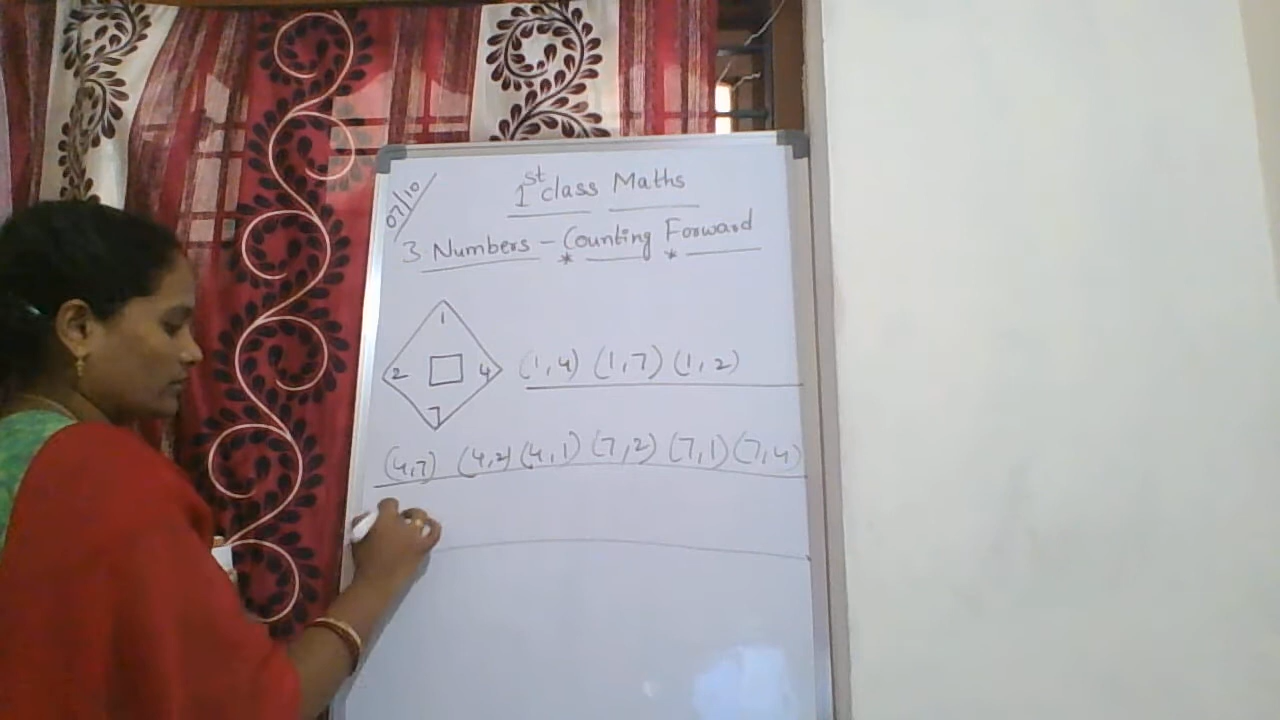 07/10
1st class Maths
3 Numbers - Counting Forward
* *
1
2 4
7
(1,4) (1,7) (1,2)
(4,7) (4,2) (4,1) (7,2) (7,1) (7,4)